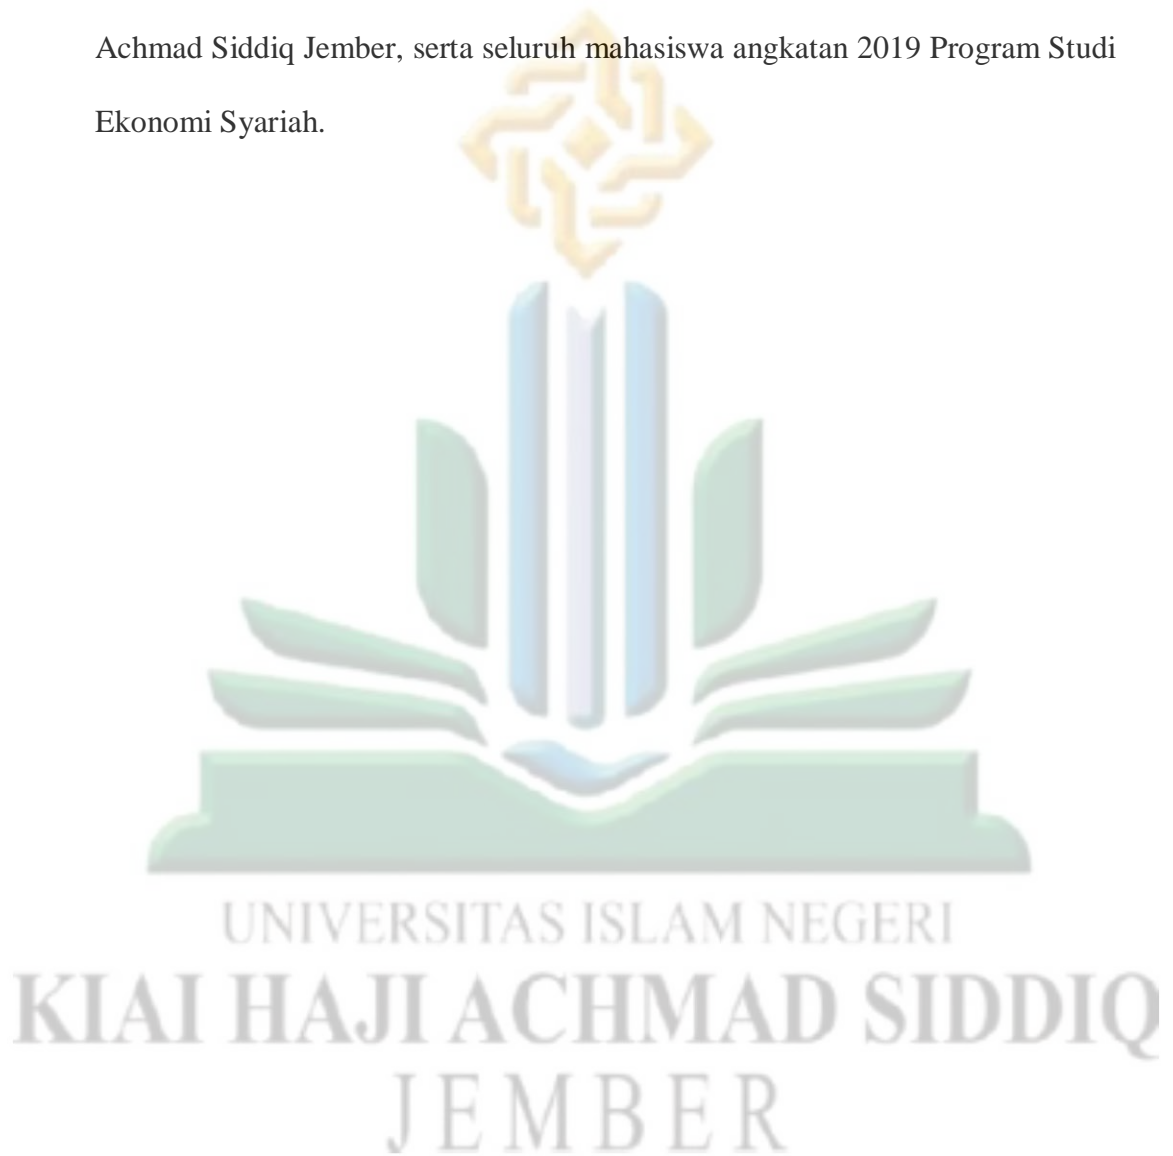 Achmad Siddiq Jember, serta seluruh mahasiswa angkatan 2019 Program Studi
Ekonomi Syariah.
UNIVERSITAS ISLAM NEGERI
KIAI HAJI ACHMAD SIDDIQ
JEMBER